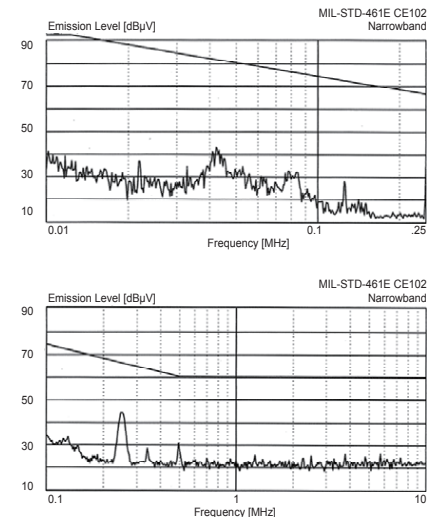 MIL-STD-461E CE102
Emission Level [dBµV] Narrowband
90
70
50
30
10
0.01 0.1 .25
Frequency [MHz]
MIL-STD-461E CE102
Emission Level [dBµV] Narrowband
90
70
50
30
10
0.1 1 10
Frequency [MHz]